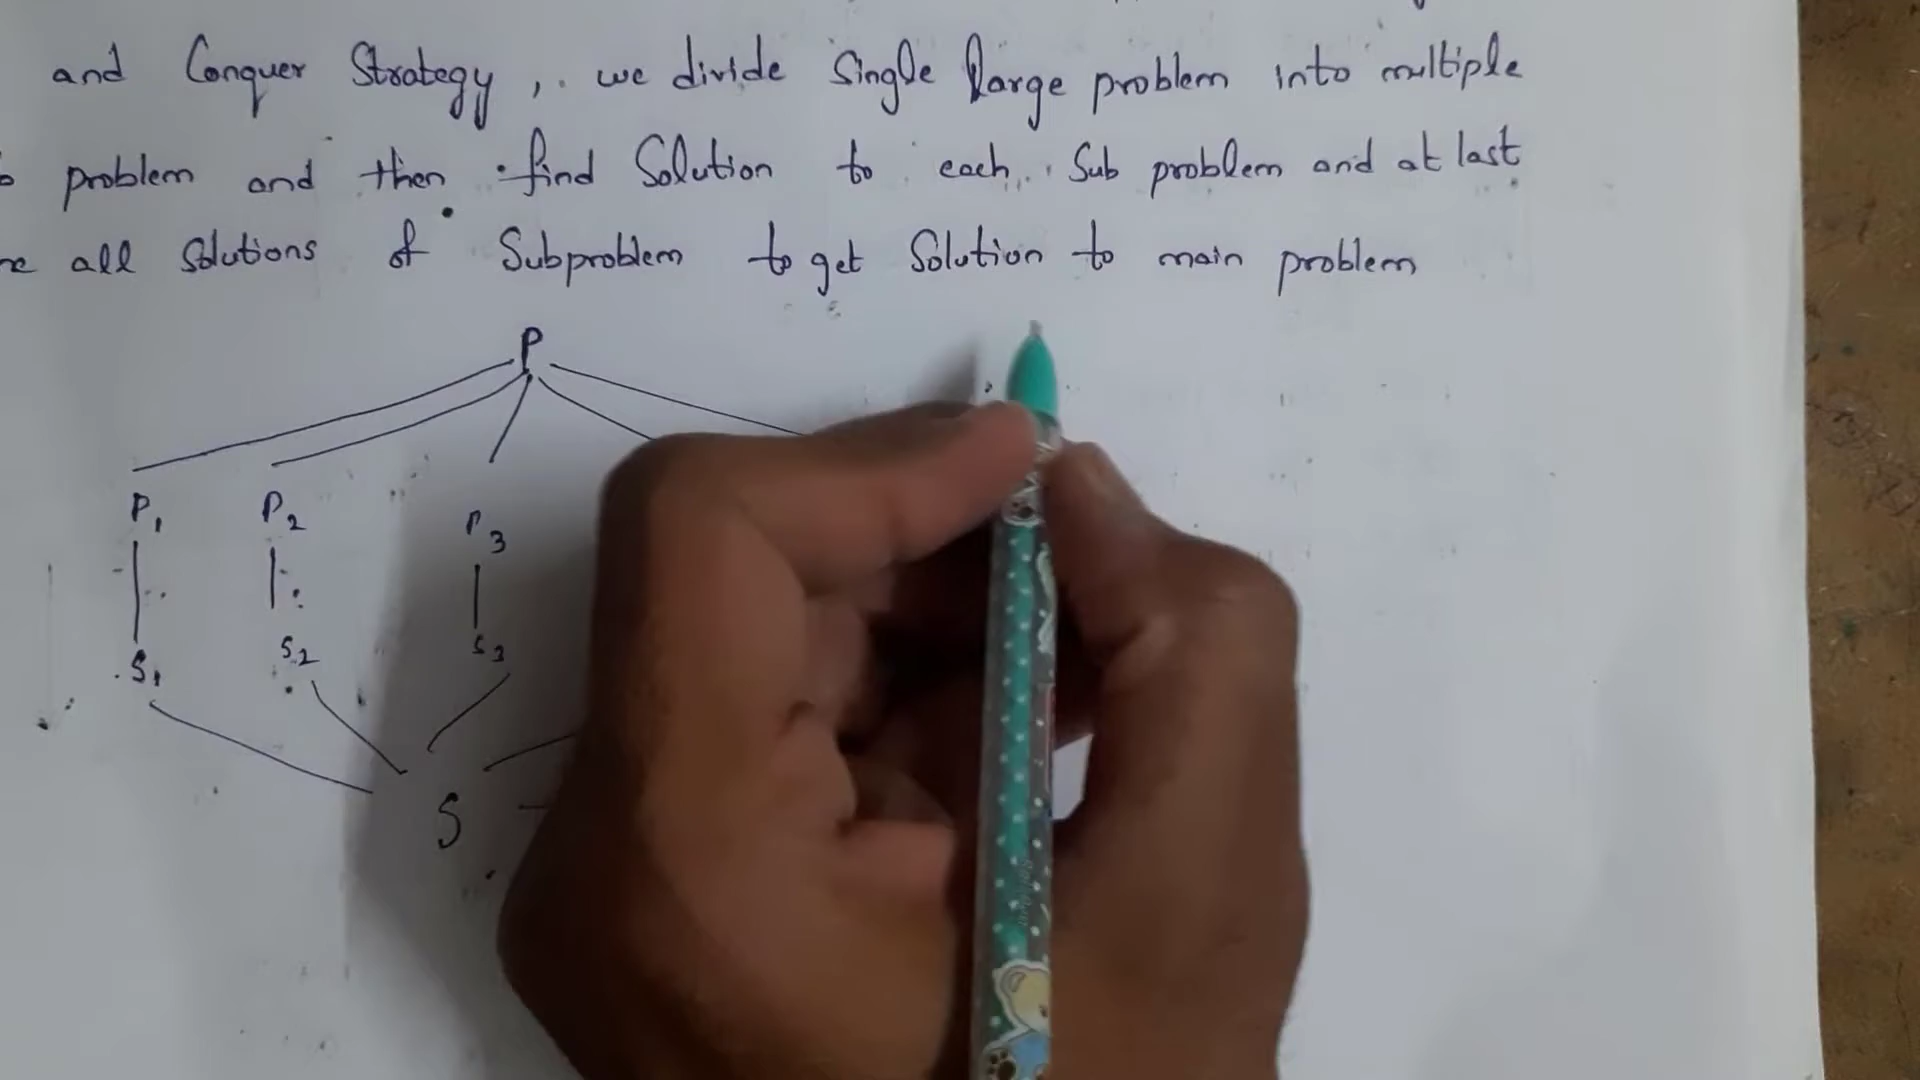 and Conquer Strategy, we divide Single large problem into multiple
problem and then find Solution to each Sub problem and at last
all Solutions of Subproblem to get Solution to main problem
P
P1 P2 P3
S1 S2 S3
S